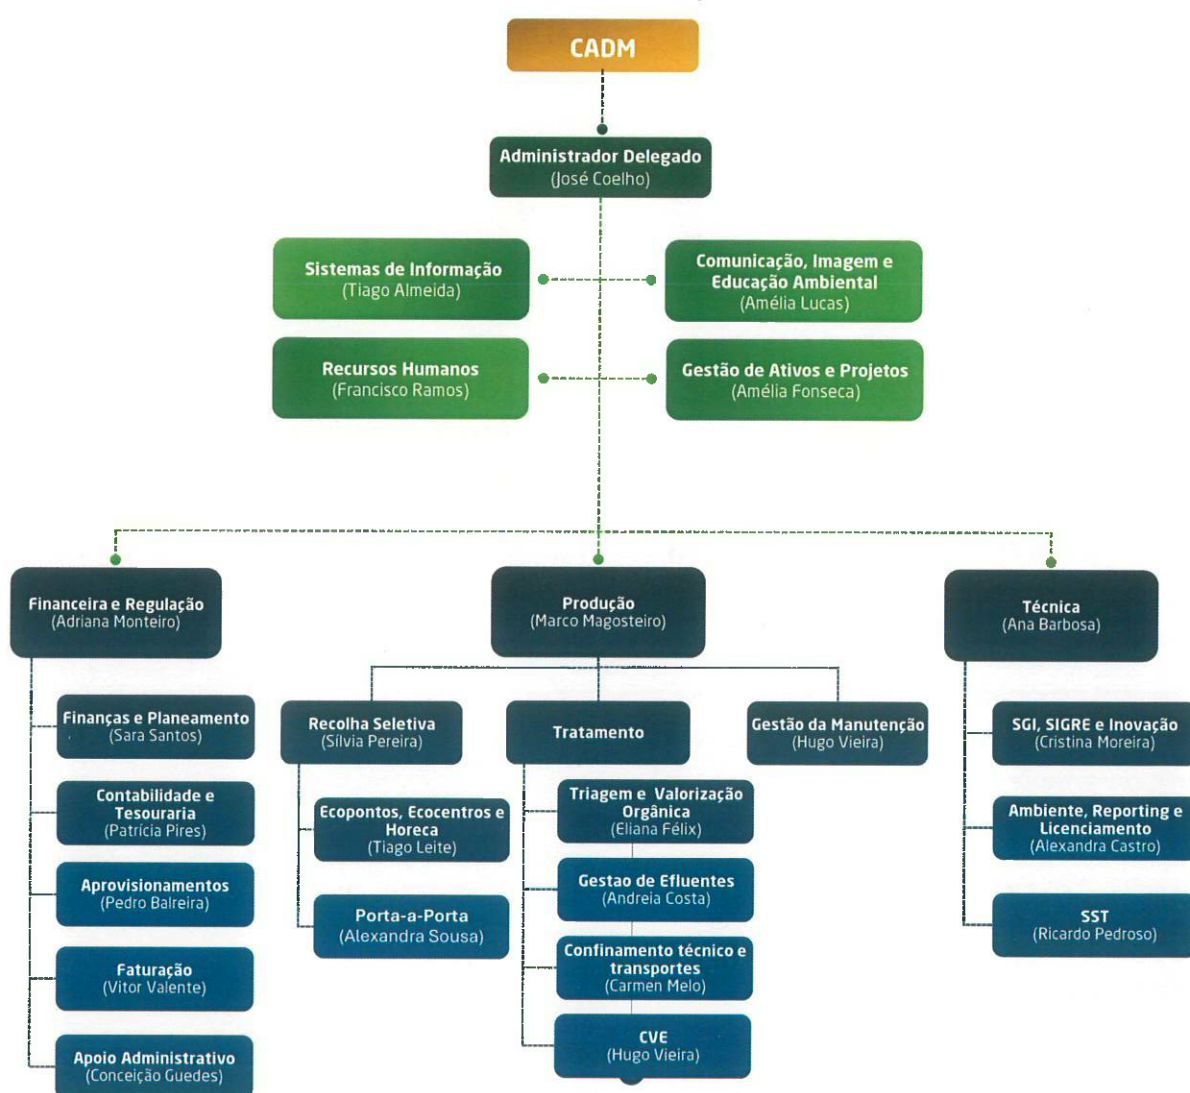 CADM
Administrador Delegado
(José Coelho)
Sistemas de Informação
(Tiago Almeida)
Comunicação, Imagem e
Educação Ambiental
(Amélia Lucas)
Recursos Humanos
(Francisco Ramos)
Gestão de Ativos e Projetos
(Amélia Fonseca)
Financeira e Regulação
(Adriana Monteiro)
Finanças e Planeamento
(Sara Santos)
Contabilidade e
Tesouraria
(Patrícia Pires)
Aprovisionamentos
(Pedro Balreira)
Faturação
(Vitor Valente)
Apoio Administrativo
(Conceição Guedes)
Produção
(Marco Magosteiro)
Recolha Seletiva
(Sílvia Pereira)
Ecopontos, Ecocentros e
Horeca
(Tiago Leite)
Porta-a-Porta
(Alexandra Sousa)
Tratamento
Triagem e Valorização
Orgânica
(Eliana Félix)
Gestao de Efluentes
(Andreia Costa)
Confinamento técnico e
transportes
(Carmen Melo)
CVE
(Hugo Vieira)
Gestão da Manutenção
(Hugo Vieira)
Técnica
(Ana Barbosa)
SGI, SIGRE e Inovação
(Cristina Moreira)
Ambiente, Reporting e
Licenciamento
(Alexandra Castro)
SST
(Ricardo Pedroso)